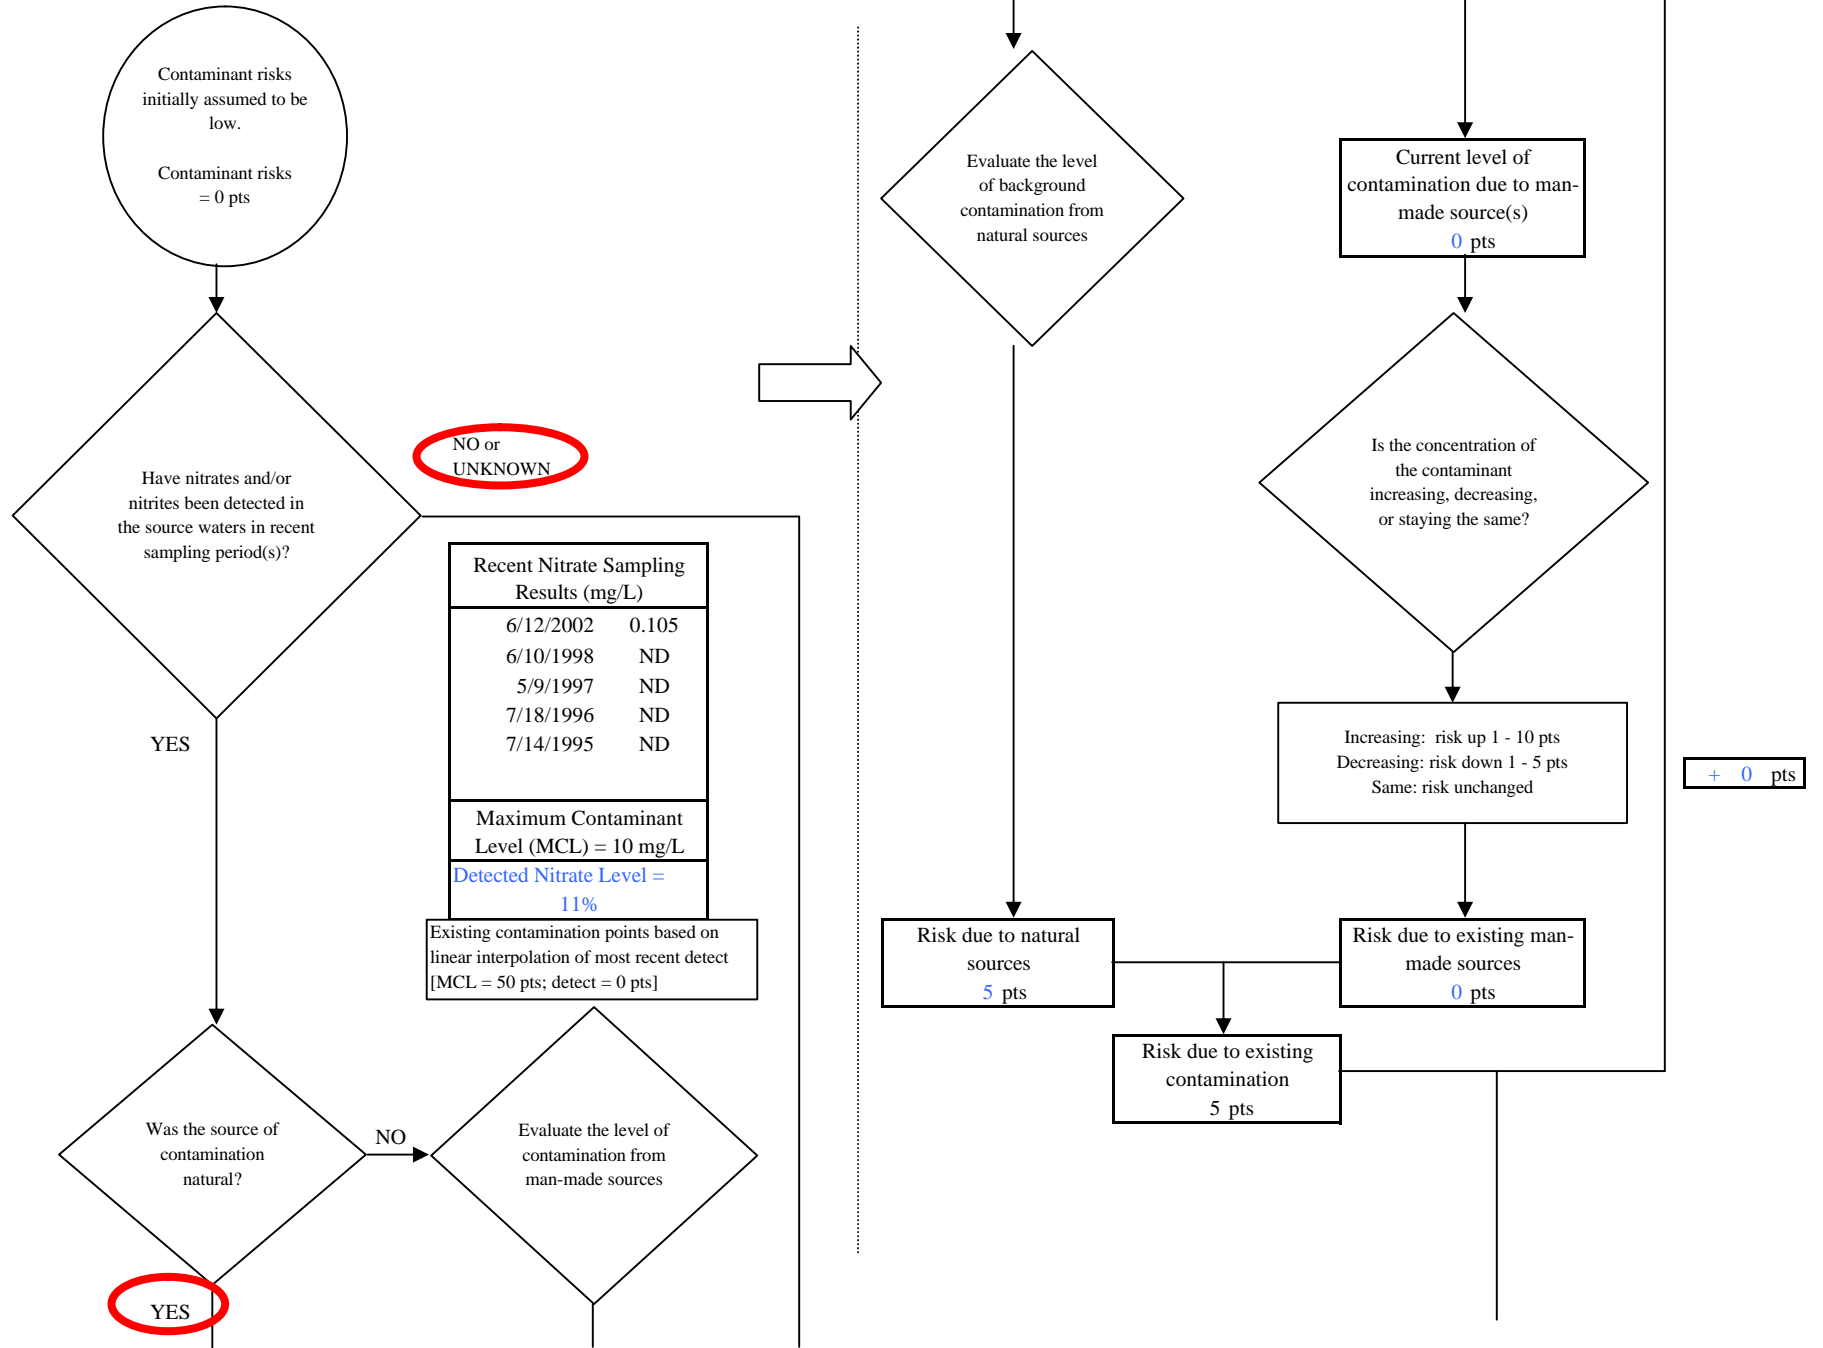 Contaminant risks
initially assumed to be
low.
Contaminant risks
= 0 pts
Have nitrates and/or
nitrites been detected in
the source waters in recent
sampling period(s)?
NO or
UNKNOWN
YES
Recent Nitrate Sampling
Results (mg/L)
6/12/2002 0.105
6/10/1998 ND
5/9/1997 ND
7/18/1996 ND
7/14/1995 ND
Maximum Contaminant
Level (MCL) = 10 mg/L
Detected Nitrate Level =
11%
Existing contamination points based on
linear interpolation of most recent detect
[MCL = 50 pts; detect = 0 pts]
Was the source of
contamination
natural?
NO
YES
Evaluate the level of
contamination from
man-made sources
Evaluate the level
of background
contamination from
natural sources
Current level of
contamination due to man-
made source(s)
0 pts
Is the concentration of
the contaminant
increasing, decreasing,
or staying the same?
Increasing: risk up 1 - 10 pts
Decreasing: risk down 1 - 5 pts
Same: risk unchanged
+ 0 pts
Risk due to natural
sources
5 pts
Risk due to existing man-
made sources
0 pts
Risk due to existing
contamination
5 pts